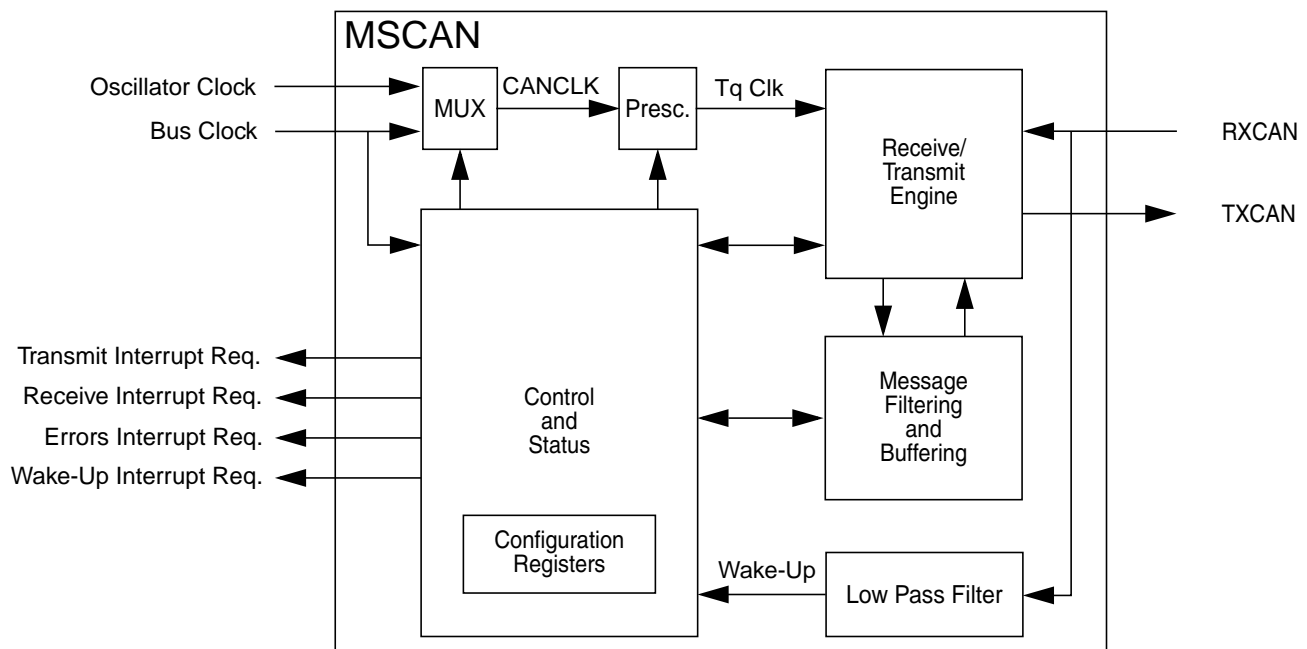 MSCAN
Oscillator Clock
Bus Clock
MUX
CANCLK
Presc.
Tq Clk
Receive/
Transmit
Engine
RXCAN
TXCAN
Transmit Interrupt Req.
Receive Interrupt Req.
Errors Interrupt Req.
Wake-Up Interrupt Req.
Control
and
Status
Message
Filtering
and
Buffering
Configuration
Registers
Wake-Up
Low Pass Filter